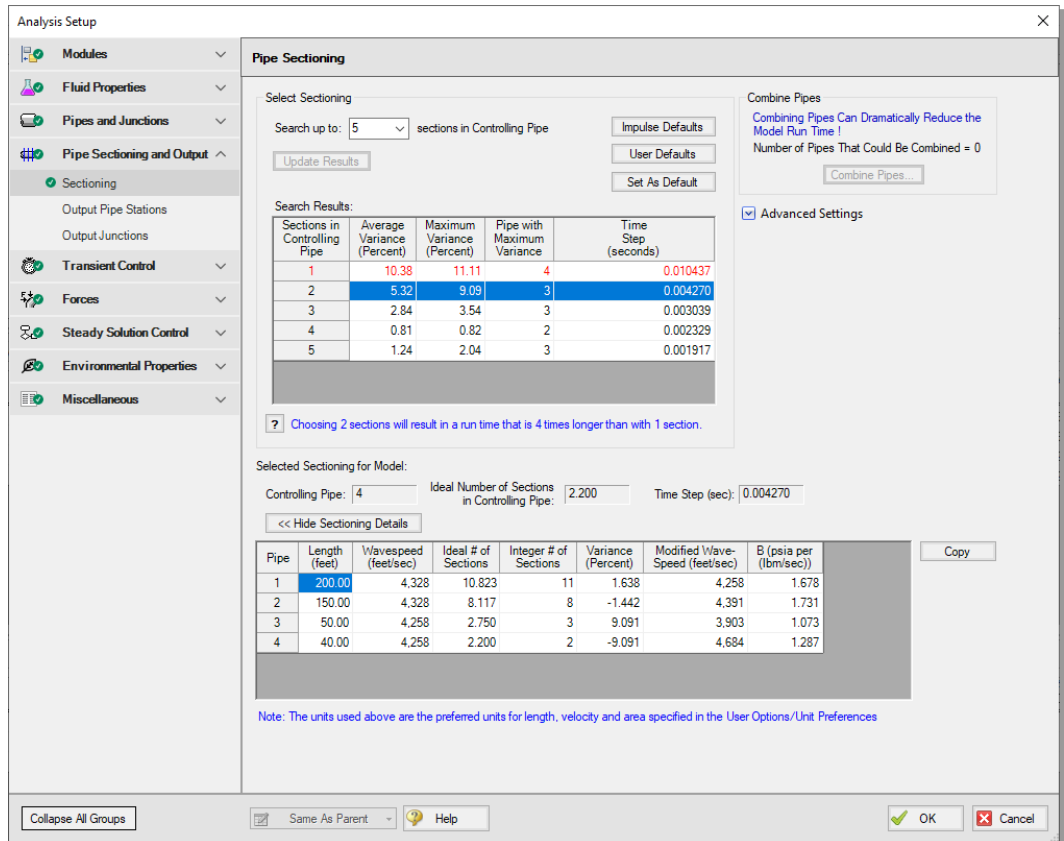 Analysis Setup
Modules
Fluid Properties
Pipes and Junctions
Pipe Sectioning and Output
Sectioning
Output Pipe Stations
Output Junctions
Transient Control
Forces
Steady Solution Control
Environmental Properties
Miscellaneous
Pipe Sectioning
Select Sectioning
Search up to: 5 sections in Controlling Pipe
Update Results
Impulse Defaults
User Defaults
Set As Default
Search Results:
Sections in Controlling Pipe Average Variance (Percent) Maximum Variance (Percent) Pipe with Maximum Variance Time Step (seconds)
1 10.38 11.11 4 0.010437
2 5.32 9.09 3 0.004270
3 2.84 3.54 3 0.003039
4 0.81 0.82 2 0.002329
5 1.24 2.04 3 0.001917
? Choosing 2 sections will result in a run time that is 4 times longer than with 1 section.
Combine Pipes
Combining Pipes Can Dramatically Reduce the
Model Run Time !
Number of Pipes That Could Be Combined = 0
Combine Pipes...
Advanced Settings
Selected Sectioning for Model:
Controlling Pipe: 4 Ideal Number of Sections in Controlling Pipe: 2.200 Time Step (sec): 0.004270
<< Hide Sectioning Details
Pipe Length (feet) Wavespeed (feet/sec) Ideal # of Sections Integer # of Sections Variance (Percent) Modified Wave-Speed (feet/sec) B (psia per (lbm/sec))
1 200.00 4,328 10.823 11 1.638 4,258 1.678
2 150.00 4,328 8.117 8 -1.442 4,391 1.731
3 50.00 4,258 2.750 3 9.091 3,903 1.073
4 40.00 4,258 2.200 2 -9.091 4,684 1.287
Copy
Note: The units used above are the preferred units for length, velocity and area specified in the User Options/Unit Preferences
Collapse All Groups
Same As Parent
Help
OK
Cancel